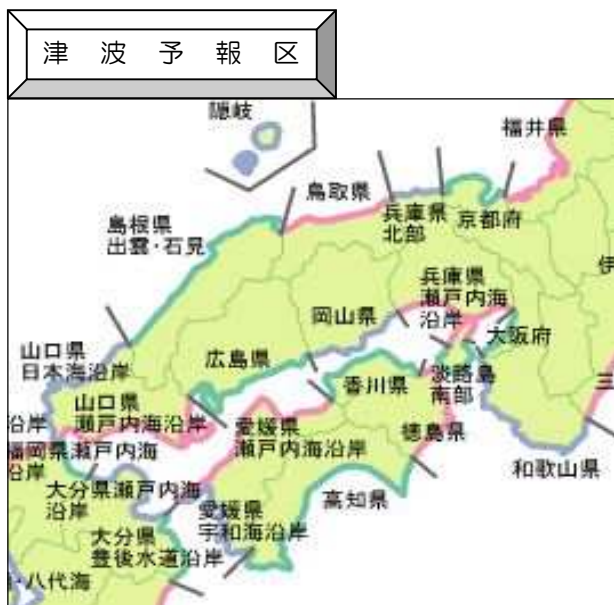 津波予報区
隠岐
福井県
鳥取県
島根県
出雲・石見
兵庫県
北部
京都府
兵庫県
瀬戸内海
沿岸
岡山県
大阪府
山口県
日本海沿岸
広島県
香川県
淡路島
南部
山口県
瀬戸内海沿岸
愛媛県
瀬戸内海沿岸
徳島県
沿岸
福岡県瀬戸内海
沿岸
和歌山県
大分県瀬戸内海
沿岸
愛媛県
宇和海沿岸
高知県
大分県
豊後水道沿岸
・八代海
伊
三